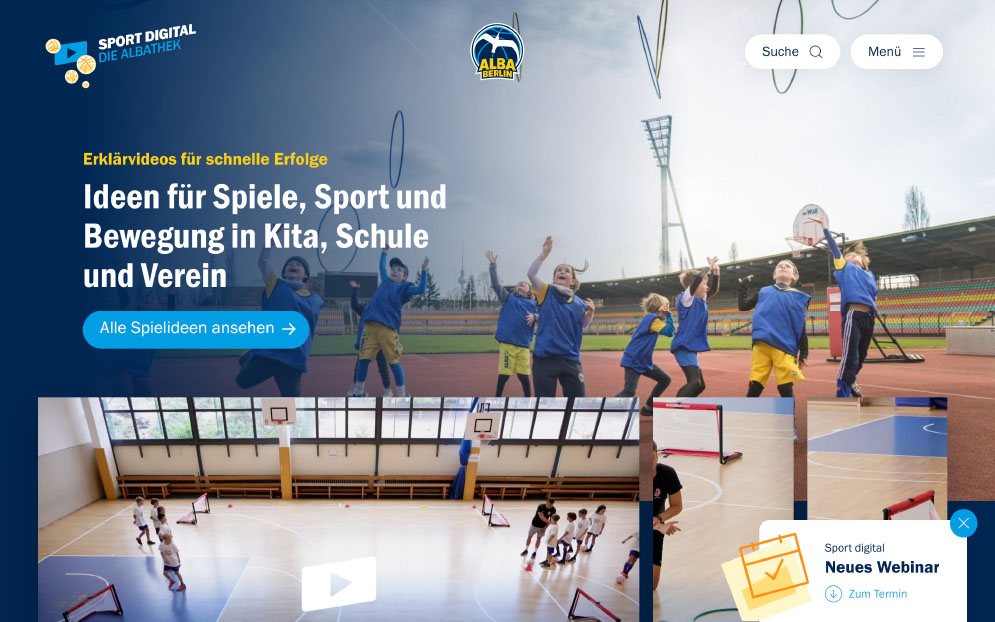 SPORT DIGITAL
DIE ALBATHEK
ALBA
BERLIN
Suche
Menü
Erklärvideos für schnelle Erfolge
Ideen für Spiele, Sport und
Bewegung in Kita, Schule
und Verein
Alle Spielideen ansehen
Sport digital
Neues Webinar
Zum Termin